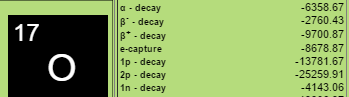 17
O
α - decay -6358.67
β⁻ - decay -2760.43
β⁺ - decay -9700.87
e-capture -8678.87
1p - decay -13781.67
2p - decay -25259.91
1n - decay -4143.06